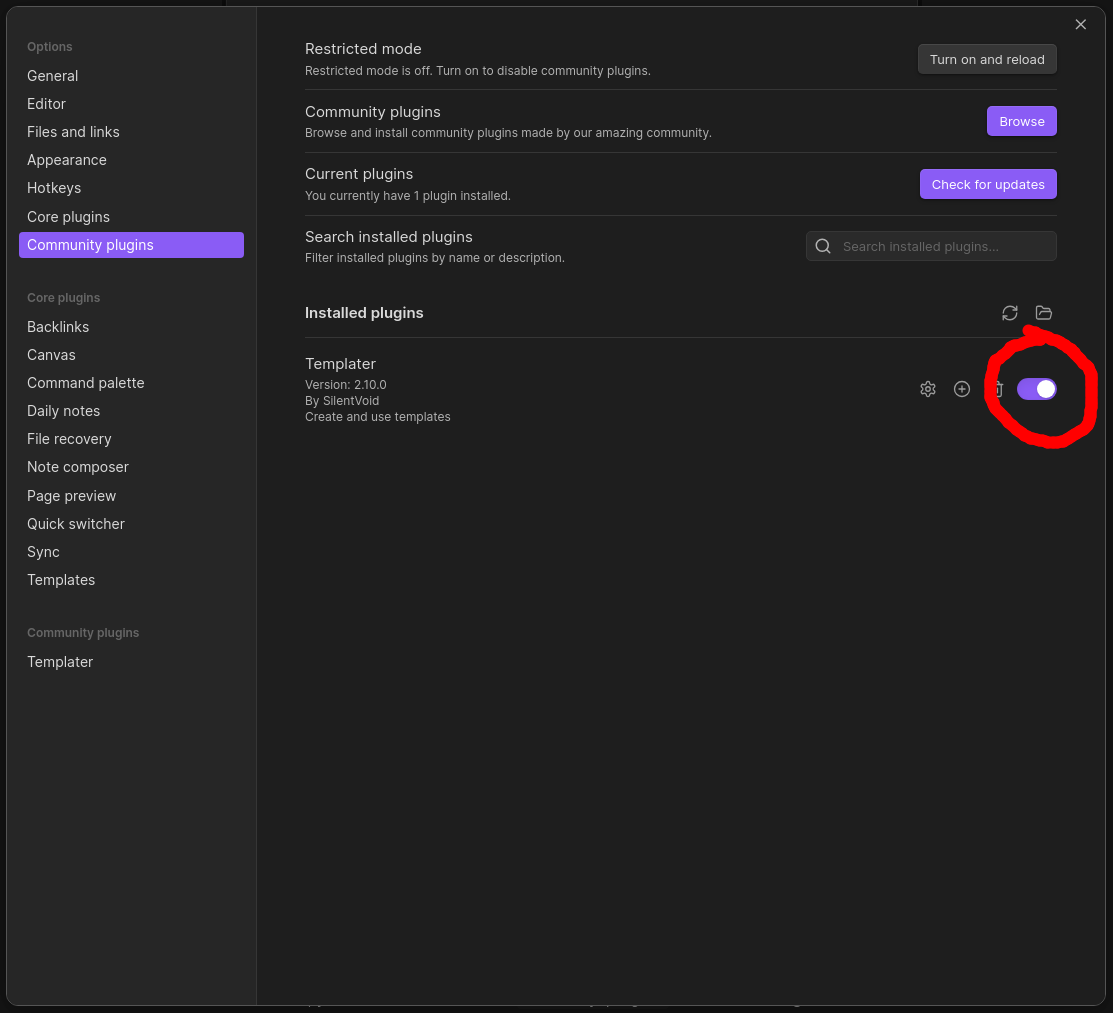 Options
General
Editor
Files and links
Appearance
Hotkeys
Core plugins
Community plugins
Core plugins
Backlinks
Canvas
Command palette
Daily notes
File recovery
Note composer
Page preview
Quick switcher
Sync
Templates
Community plugins
Templater
Restricted mode
Restricted mode is off. Turn on to disable community plugins.
Turn on and reload
Community plugins
Browse and install community plugins made by our amazing community.
Browse
Current plugins
You currently have 1 plugin installed.
Check for updates
Search installed plugins
Filter installed plugins by name or description.
Search installed plugins...
Installed plugins
Templater
Version: 2.10.0
By SilentVoid
Create and use templates